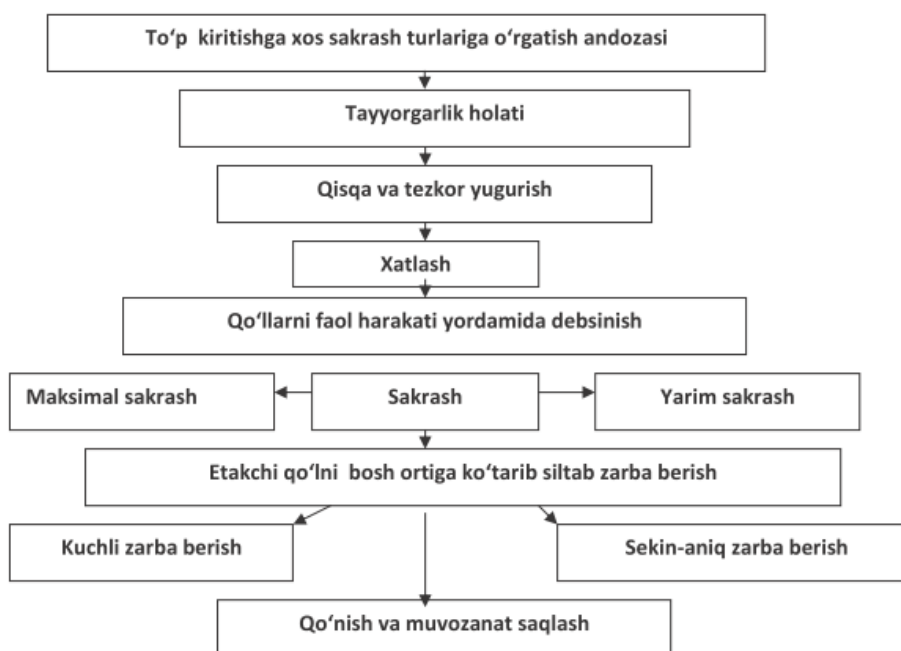 To‘p kiritishga xos sakrash turlariga o‘rgatish andozasi
Tayyorgarlik holati
Qisqa va tezkor yugurish
Xatlash
Qo‘llarni faol harakati yordamida debsinish
Maksimal sakrash
Sakrash
Yarim sakrash
Etakchi qo‘lni bosh ortiga ko‘tarib siltab zarba berish
Kuchli zarba berish
Sekin-aniq zarba berish
Qo‘nish va muvozanat saqlash